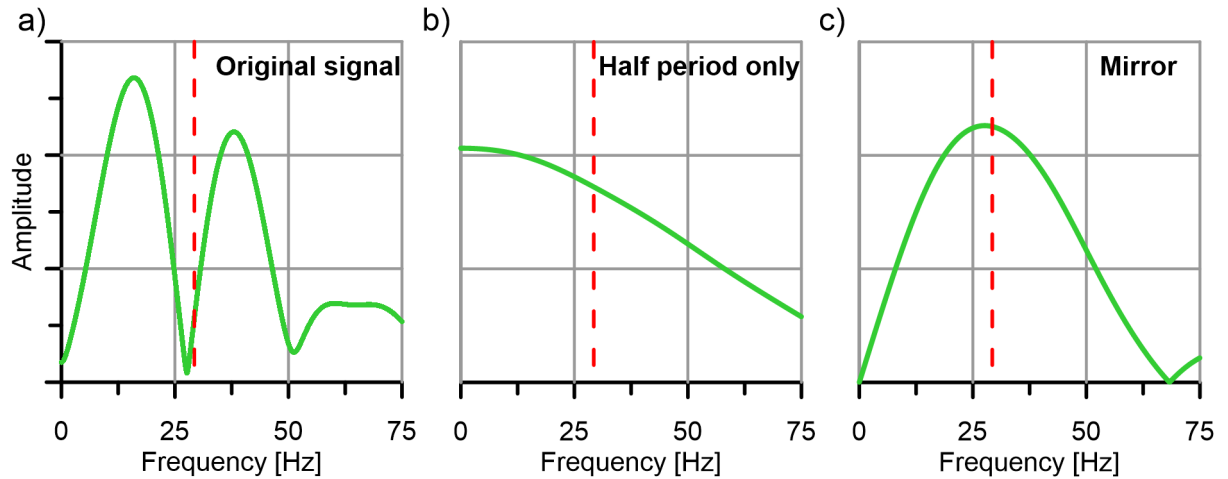 a)
Original signal
Amplitude
0 25 50 75
Frequency [Hz]
b)
Half period only
0 25 50 75
Frequency [Hz]
c)
Mirror
0 25 50 75
Frequency [Hz]